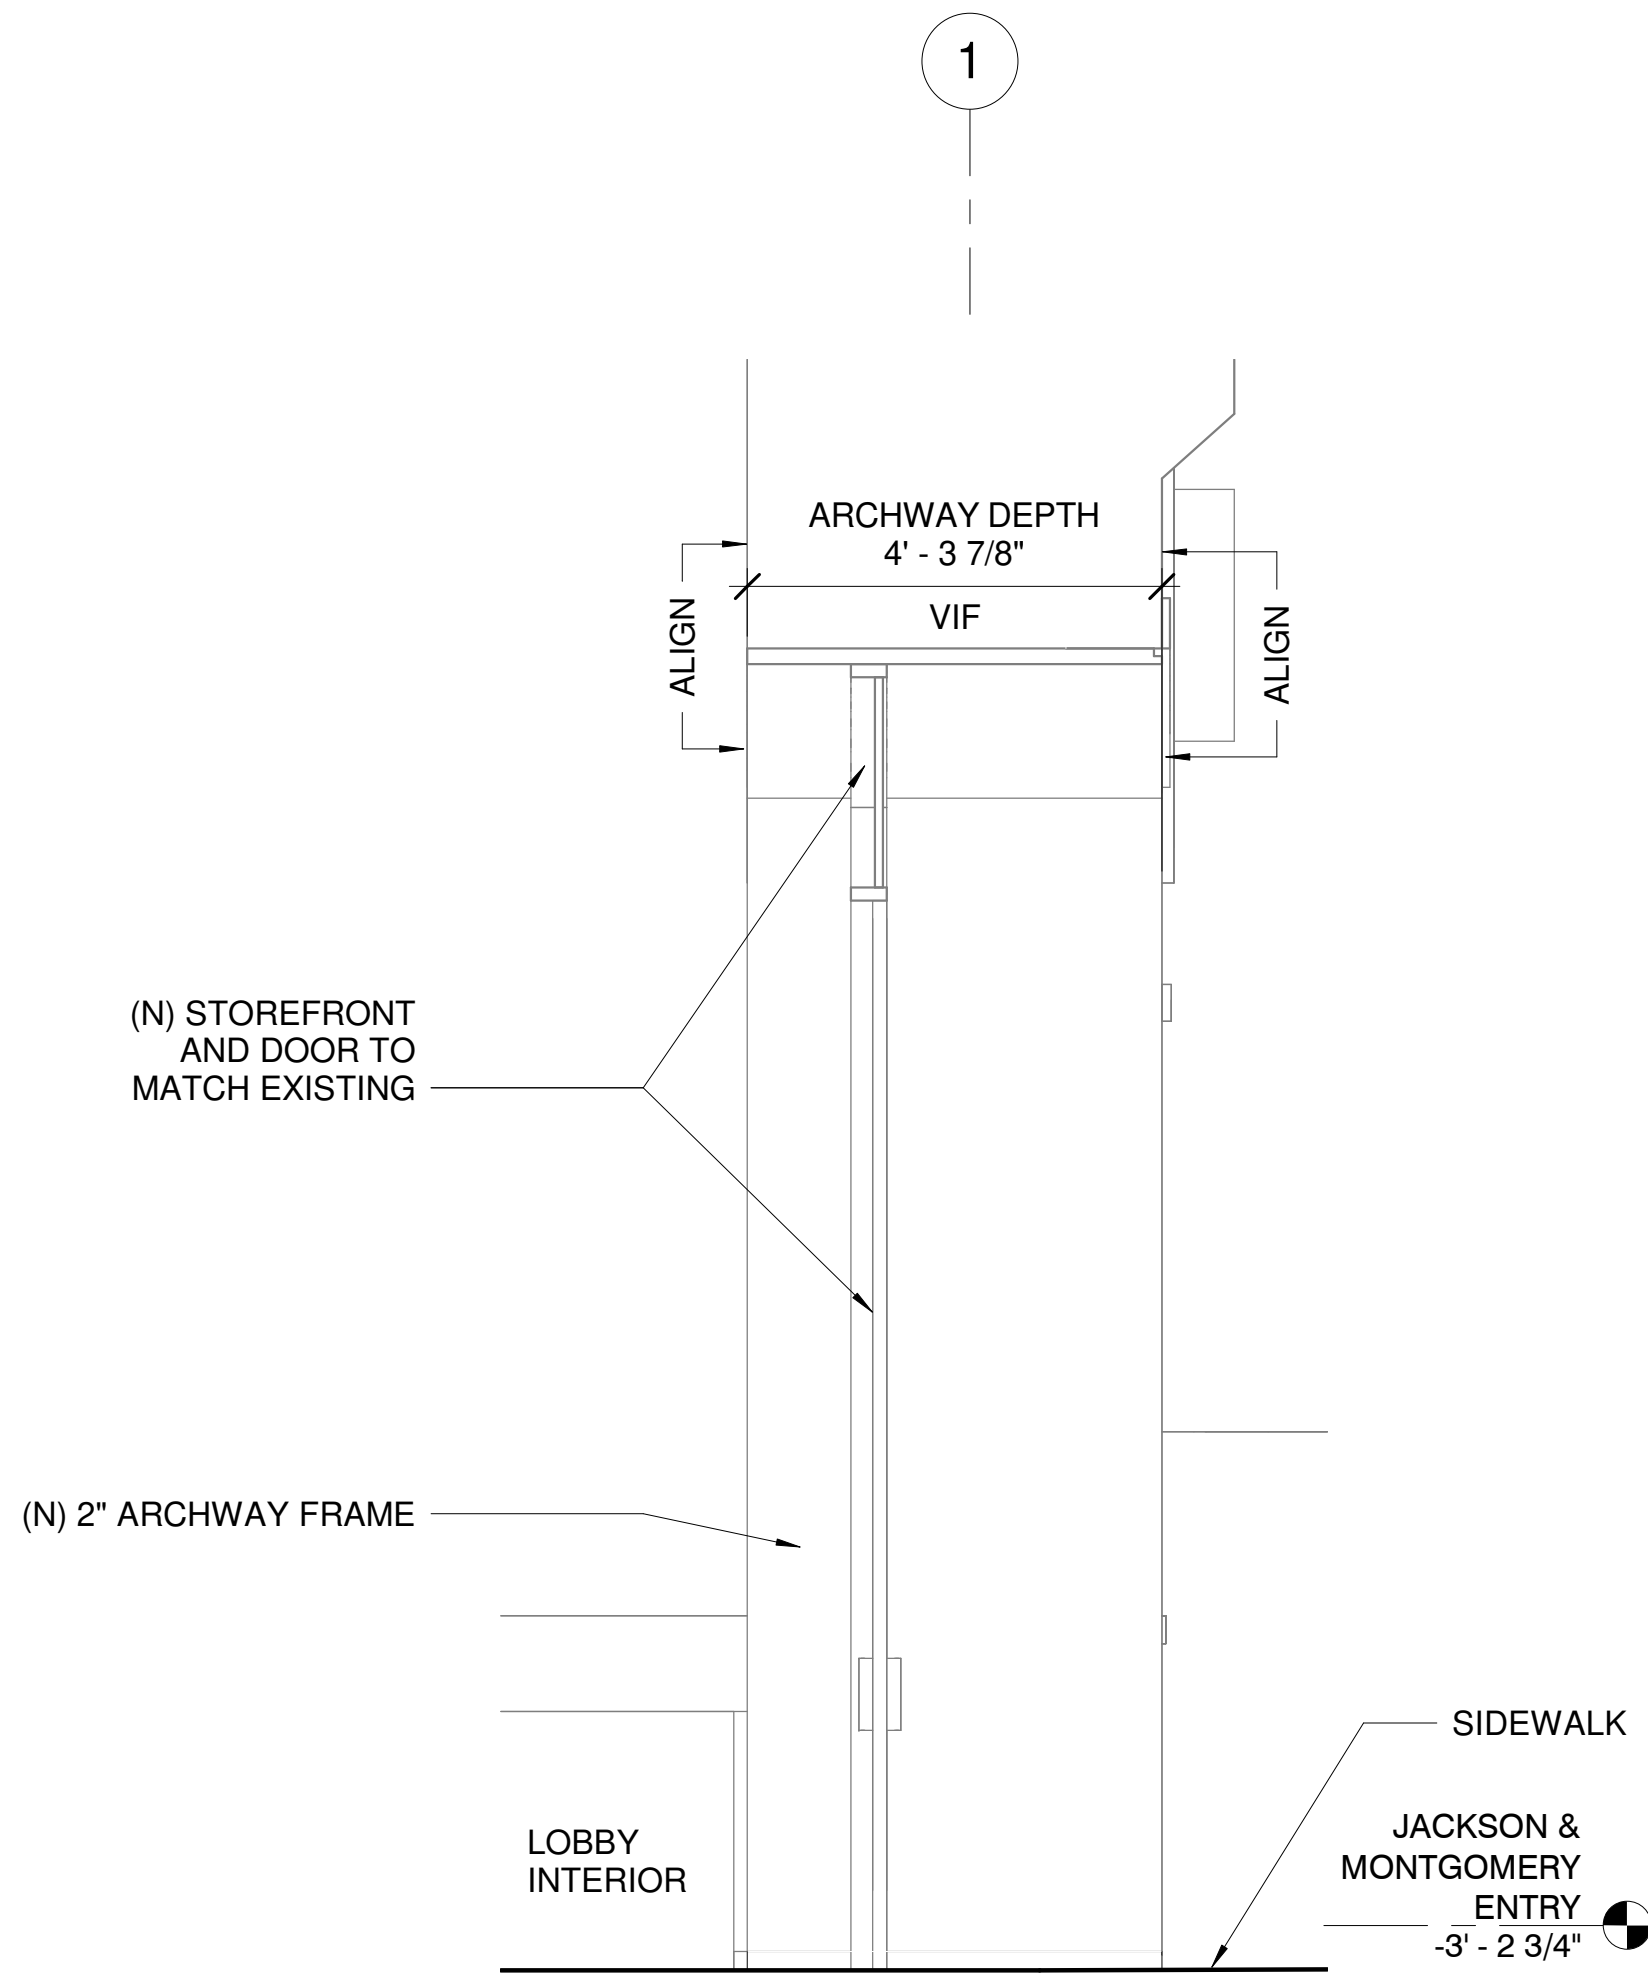 1
ARCHWAY DEPTH
4' - 3 7/8"
VIF
ALIGN
ALIGN
(N) STOREFRONT
AND DOOR TO
MATCH EXISTING
(N) 2" ARCHWAY FRAME
SIDEWALK
LOBBY
INTERIOR
JACKSON &
MONTGOMERY
ENTRY
-3' - 2 3/4"